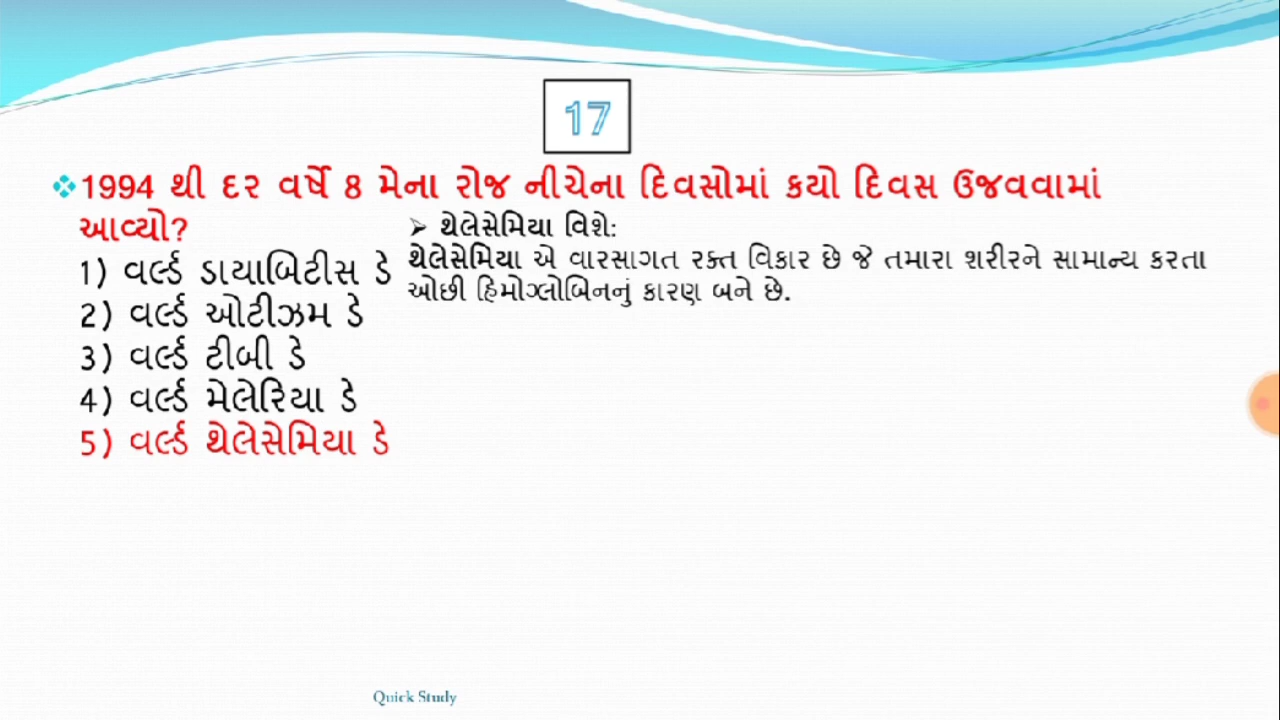 17
1994 થી દર વર્ષે 8 મેના રોજ નીચેના દિવસોમાં કયો દિવસ ઉજવવામાં
આવ્યો?
➢ થેલેસેમિયા વિશે:
થેલેસેમિયા એ વારસાગત રક્ત વિકાર છે જે તમારા શરીરને સામાન્ય કરતા
ઓછી હિમોગ્લોબિનનું કારણ બને છે.
1) વર્લ્ડ ડાયાબિટીસ ડે
2) વર્લ્ડ ઓટીઝમ ડે
3) વર્લ્ડ ટીબી ડે
4) વર્લ્ડ મેલેરિયા ડે
5) વર્લ્ડ થેલેસેમિયા ડે
Quick Study